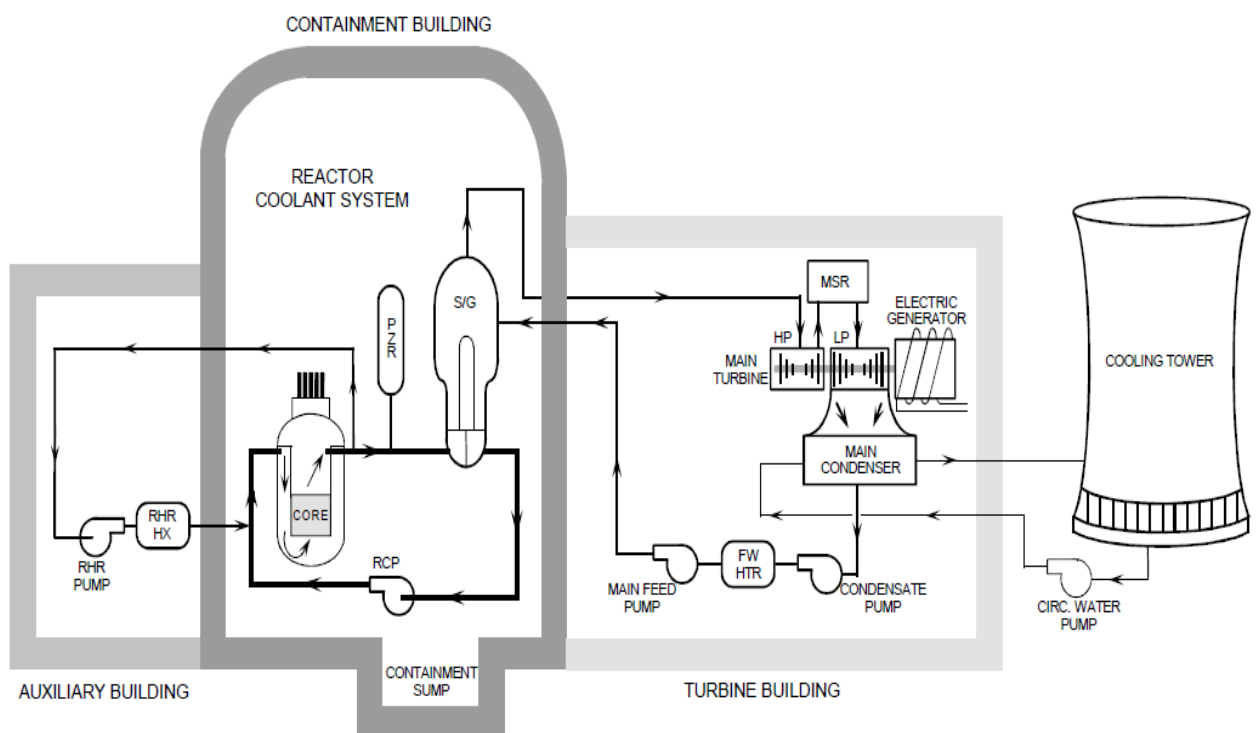 CONTAINMENT BUILDING
REACTOR
COOLANT SYSTEM
S/G
PZR
MSR
ELECTRIC
GENERATOR
HP
LP
MAIN
TURBINE
COOLING TOWER
MAIN
CONDENSER
CORE
RHR
HX
RHR
PUMP
RCP
FW
HTR
MAIN FEED
PUMP
CONDENSATE
PUMP
CIRC. WATER
PUMP
CONTAINMENT
SUMP
AUXILIARY BUILDING
TURBINE BUILDING